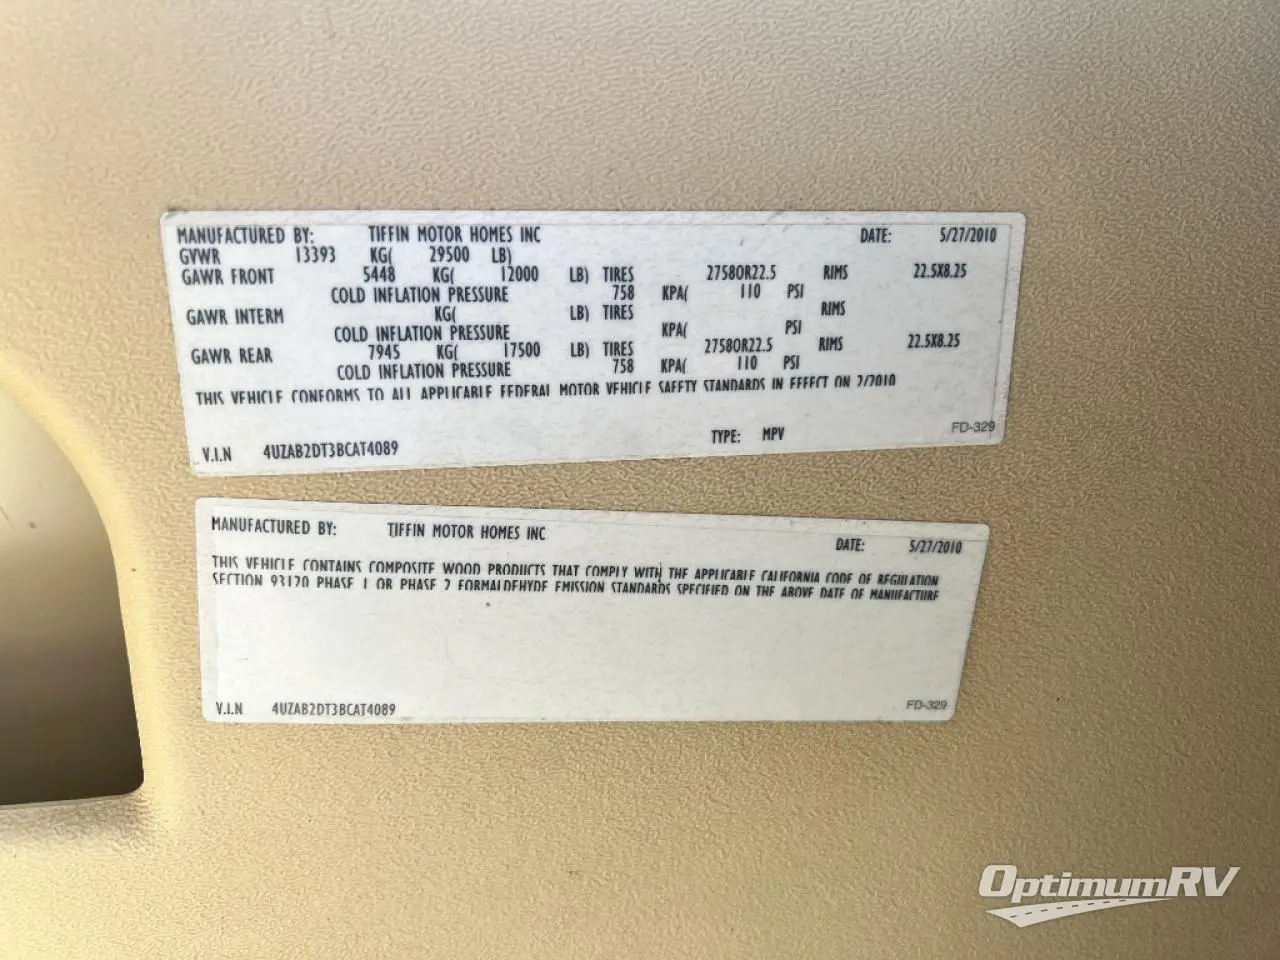 MANUFACTURED BY: TIFFIN MOTOR HOMES INC DATE: 5/27/2010
GVWR 13393 KG( 29500 LB)
GAWR FRONT 5448 KG( 12000 LB) TIRES 27580R22.5 RIMS 22.5X8.25
COLD INFLATION PRESSURE 758 KPA( 110 PSI
GAWR INTERM KG( LB) TIRES RIMS
COLD INFLATION PRESSURE KPA( PSI
GAWR REAR 7945 KG( 17500 LB) TIRES 27580R22.5 RIMS 22.5X8.25
COLD INFLATION PRESSURE 758 KPA( 110 PSI
THIS VEHICLE CONFORMS TO ALL APPLICABLE FEDERAL MOTOR VEHICLE SAFETY STANDARDS IN EFFECT ON 2/2010
TYPE: MPV FD-329
V.I.N 4UZAB2DT3BCAT4089
MANUFACTURED BY: TIFFIN MOTOR HOMES INC
DATE: 5/27/2010
THIS VEHICLE CONTAINS COMPOSITE WOOD PRODUCTS THAT COMPLY WITH THE APPLICABLE CALIFORNIA CODE OF REGULATION
SECTION 93120 PHASE 1 OR PHASE 2 FORMALDEHYDE EMISSION STANDARDS SPECIFIED ON THE ABOVE DATE OF MANUFACTURE
V.I.N 4UZAB2DT3BCAT4089 FD-329
OptimumRV